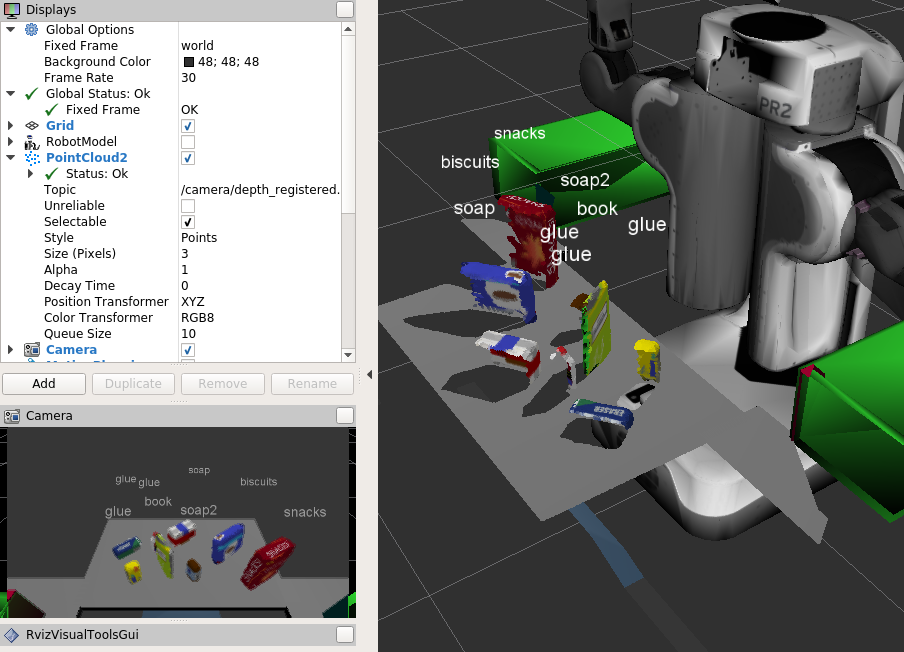 Displays
Global Options
Fixed Frame world
Background Color 48; 48; 48
Frame Rate 30
Global Status: Ok
Fixed Frame OK
Grid
RobotModel
PointCloud2
Status: Ok
Topic /camera/depth_registered.
Unreliable
Selectable
Style Points
Size (Pixels) 3
Alpha 1
Decay Time 0
Position Transformer XYZ
Color Transformer RGB8
Queue Size 10
Camera
Add Duplicate Remove Rename
Camera
soap
glue glue biscuits
book
glue soap2 snacks
SNACKS
RvizVisualToolsGui
PR2
snacks
biscuits
soap2
soap book
glue glue
glue
ERASER